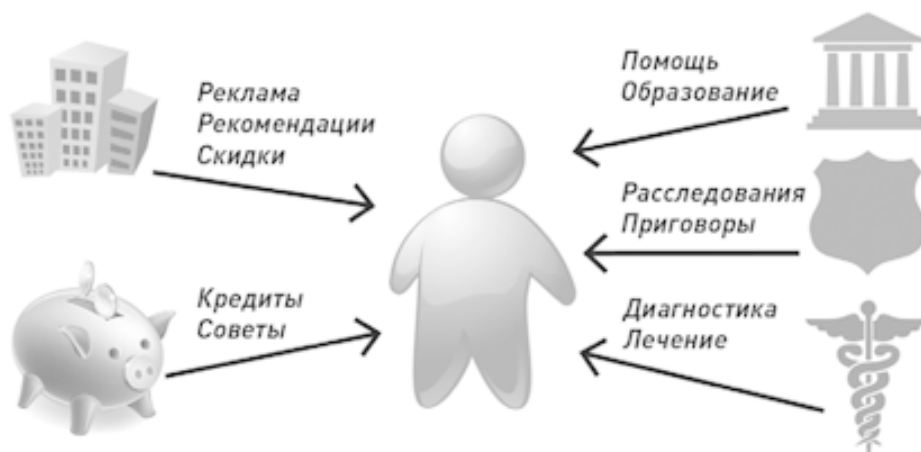 Реклама
Рекомендации
Скидки
Кредиты
Советы
Помощь
Образование
Расследования
Приговоры
Диагностика
Лечение